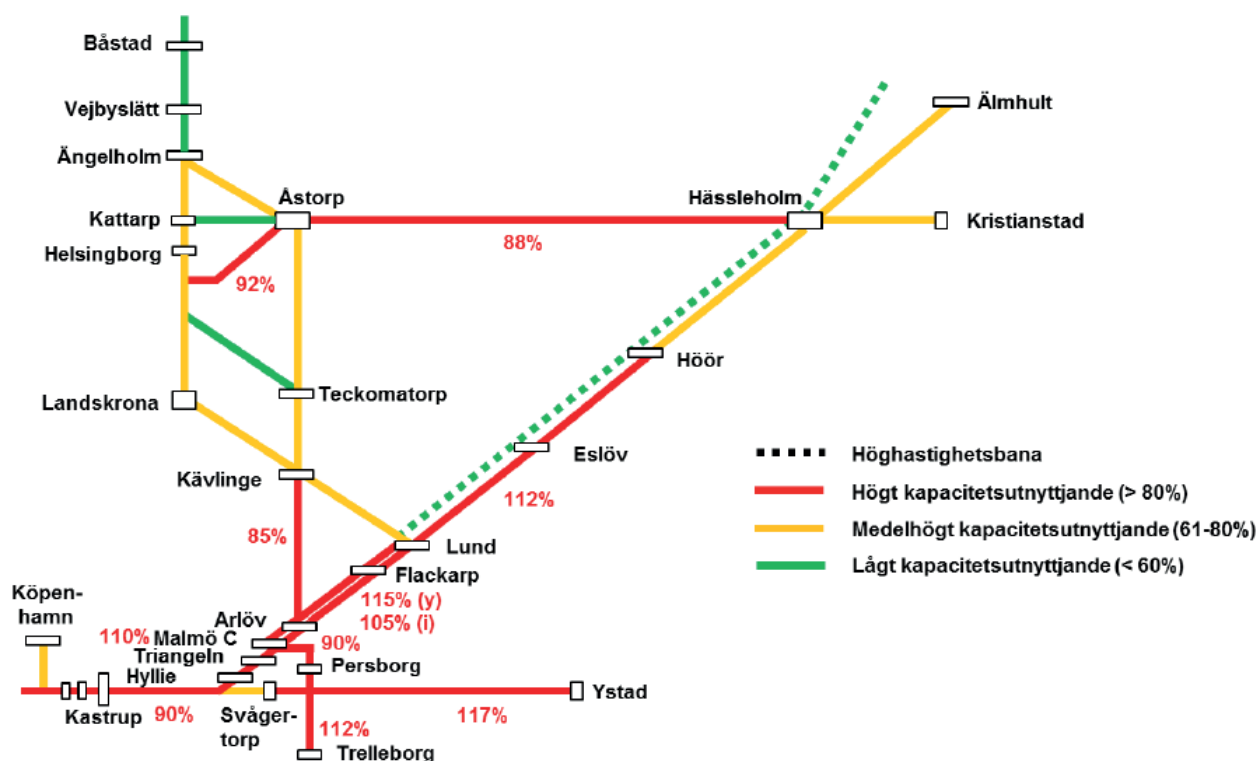 Båstad
Älmhult
Vejbyslätt
Ängelholm
Åstorp
Hässleholm
Kattarp
Kristianstad
88%
Helsingborg
92%
Höör
Teckomatorp
Landskrona
Eslöv
Höghastighetsbana
Kävlinge
Högt kapacitetsutnyttjande (> 80%)
112%
Medelhögt kapacitetsutnyttjande (61-80%)
85%
Lund
Lågt kapacitetsutnyttjande (< 60%)
Flackarp
Köpen-
hamn
115% (y)
105% (i)
Arlöv
110%
Malmö C
90%
Triangeln
Persborg
Hyllie
Ystad
Kastrup
90%
Svåger-
torp
117%
112%
Trelleborg